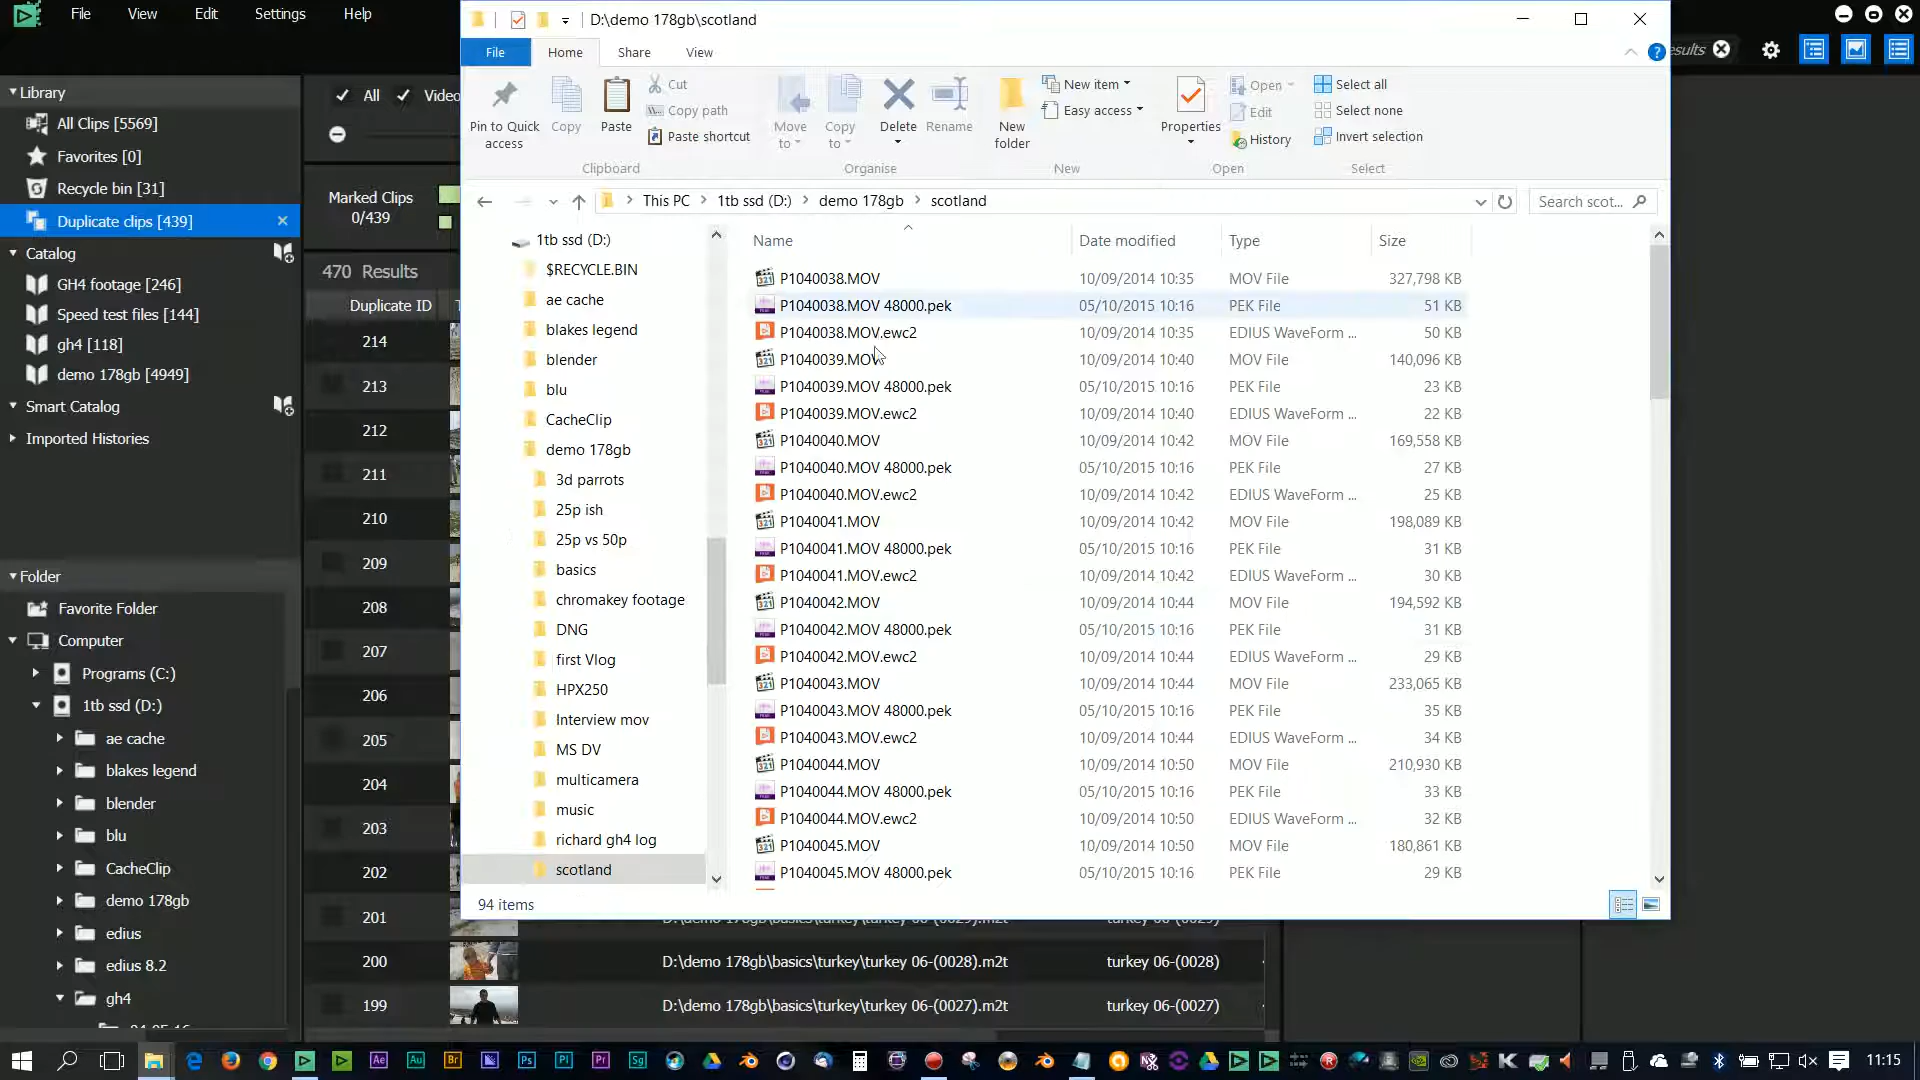 File View Edit Settings Help
D:\demo 178gb\scotland
File Home Share View
Pin to Quick access
Copy
Paste
Cut
Copy path
Paste shortcut
Clipboard
Move to
Copy to
Delete
Rename
Organise
New folder
New item
Easy access
New
Properties
Open
Edit
History
Open
Select all
Select none
Invert selection
Select
This PC 1tb ssd (D:) demo 178gb scotland
Search scot...
Library
All Clips [5569]
Favorites [0]
Recycle bin [31]
Duplicate clips [439]
Catalog
GH4 footage [246]
Speed test files [144]
gh4 [118]
demo 178gb [4949]
Smart Catalog
Imported Histories
Folder
Favorite Folder
Computer
Programs (C:)
1tb ssd (D:)
ae cache
blakes legend
blender
blu
CacheClip
demo 178gb
edius
edius 8.2
gh4
All Video
Marked Clips
0/439
470 Results
Duplicate ID
214
213
212
211
210
209
208
207
206
205
204
203
202
201
200 D:\demo 178gb\basics\turkey\turkey 06-(0028).m2t turkey 06-(0028)
199 D:\demo 178gb\basics\turkey\turkey 06-(0027).m2t turkey 06-(0027)
1tb ssd (D:)
$RECYCLE.BIN
ae cache
blakes legend
blender
blu
CacheClip
demo 178gb
3d parrots
25p ish
25p vs 50p
basics
chromakey footage
DNG
first Vlog
HPX250
Interview mov
MS DV
multicamera
music
richard gh4 log
scotland
Name Date modified Type Size
P1040038.MOV 10/09/2014 10:35 MOV File 327,798 KB
P1040038.MOV 48000.pek 05/10/2015 10:16 PEK File 51 KB
P1040038.MOV.ewc2 10/09/2014 10:35 EDIUS WaveForm ... 50 KB
P1040039.MOV 10/09/2014 10:40 MOV File 140,096 KB
P1040039.MOV 48000.pek 05/10/2015 10:16 PEK File 23 KB
P1040039.MOV.ewc2 10/09/2014 10:40 EDIUS WaveForm ... 22 KB
P1040040.MOV 10/09/2014 10:42 MOV File 169,558 KB
P1040040.MOV 48000.pek 05/10/2015 10:16 PEK File 27 KB
P1040040.MOV.ewc2 10/09/2014 10:42 EDIUS WaveForm ... 25 KB
P1040041.MOV 10/09/2014 10:42 MOV File 198,089 KB
P1040041.MOV 48000.pek 05/10/2015 10:16 PEK File 31 KB
P1040041.MOV.ewc2 10/09/2014 10:42 EDIUS WaveForm ... 30 KB
P1040042.MOV 10/09/2014 10:44 MOV File 194,592 KB
P1040042.MOV 48000.pek 05/10/2015 10:16 PEK File 31 KB
P1040042.MOV.ewc2 10/09/2014 10:44 EDIUS WaveForm ... 29 KB
P1040043.MOV 10/09/2014 10:44 MOV File 233,065 KB
P1040043.MOV 48000.pek 05/10/2015 10:16 PEK File 35 KB
P1040043.MOV.ewc2 10/09/2014 10:44 EDIUS WaveForm ... 34 KB
P1040044.MOV 10/09/2014 10:50 MOV File 210,930 KB
P1040044.MOV 48000.pek 05/10/2015 10:16 PEK File 33 KB
P1040044.MOV.ewc2 10/09/2014 10:50 EDIUS WaveForm ... 32 KB
P1040045.MOV 10/09/2014 10:50 MOV File 180,861 KB
P1040045.MOV 48000.pek 05/10/2015 10:16 PEK File 29 KB
94 items
Ae Au Br Ps Pl Pr Sg
11:15